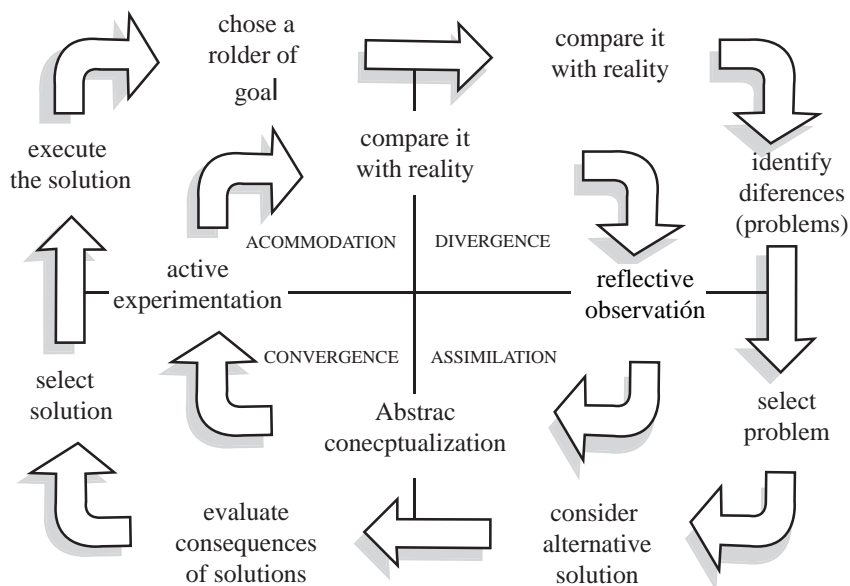 chose a
rolder of
goal
compare it
with reality
execute
the solution
compare it
with reality
identify
diferences
(problems)
ACOMMODATION
DIVERGENCE
active
experimentation
reflective
observatión
CONVERGENCE
ASSIMILATION
select
solution
Abstrac
conecptualization
select
problem
evaluate
consequences
of solutions
consider
alternative
solution